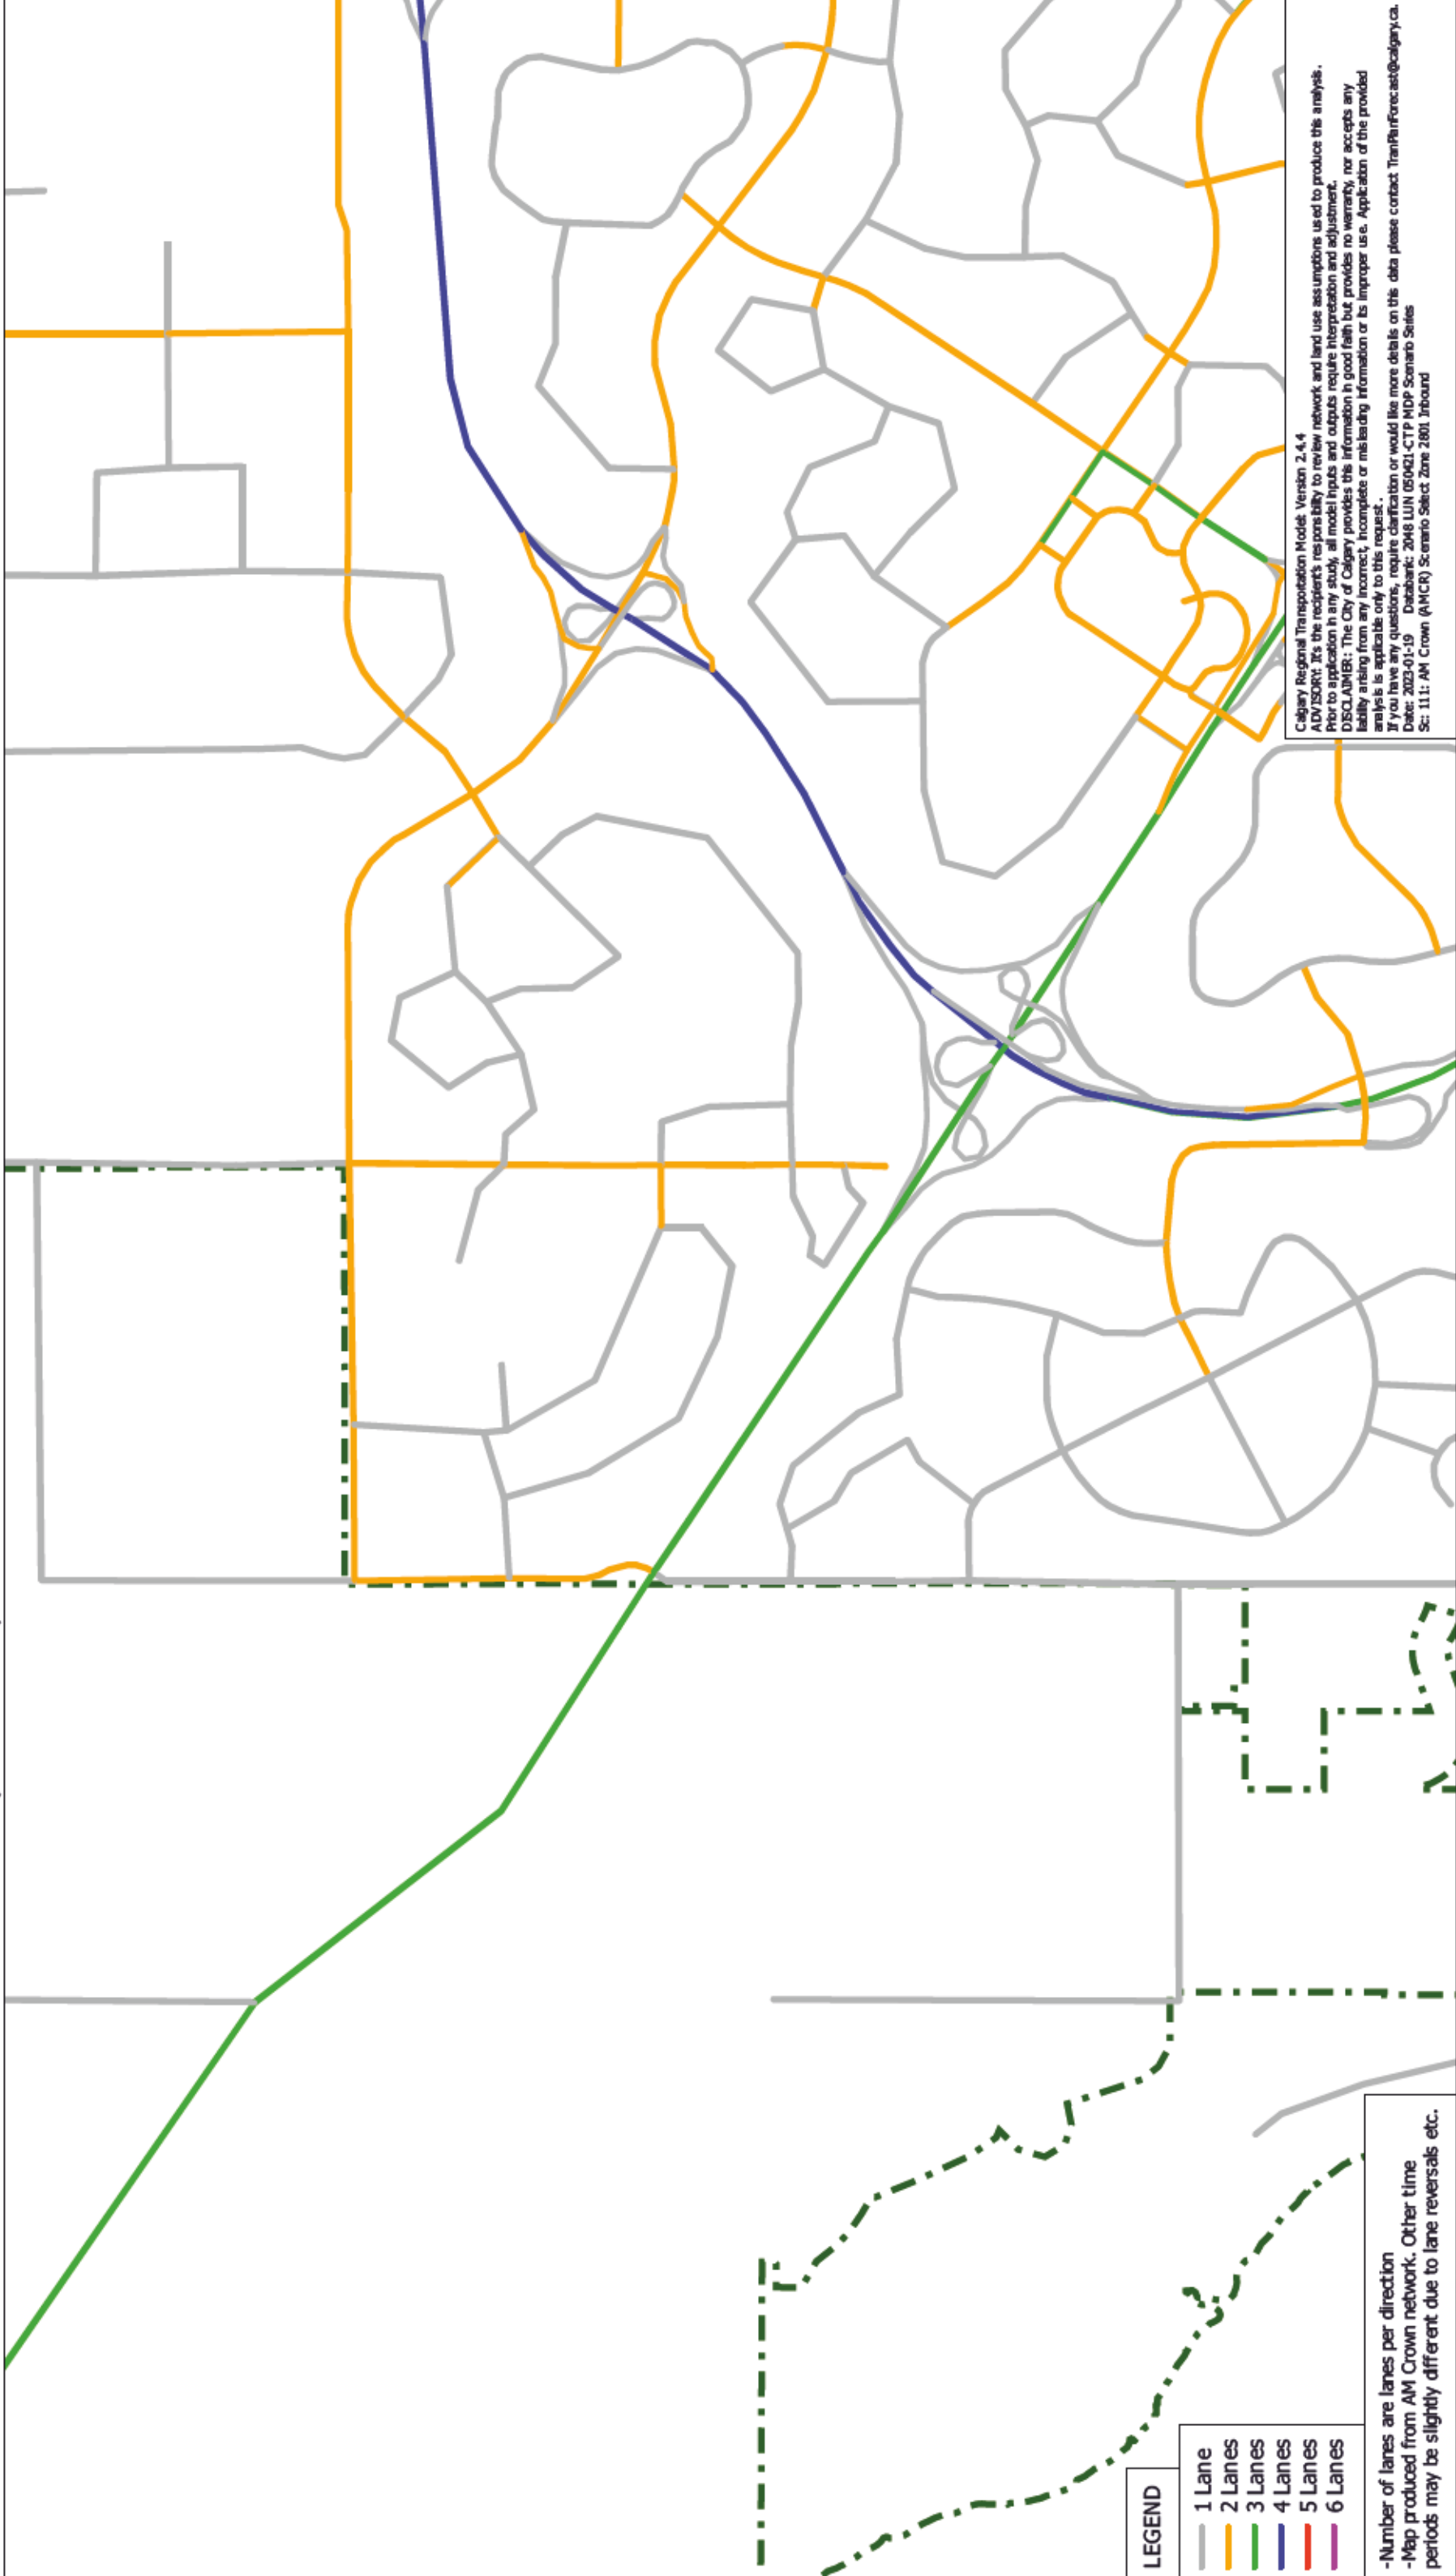 LEGEND
1 Lane
2 Lanes
3 Lanes
4 Lanes
5 Lanes
6 Lanes
-Number of lanes are lanes per direction
-Map produced from AM Crown network. Other time
periods may be slightly different due to lane reversals etc.
Calgary Regional Transportation Model: Version 2.4.4
ADVISORY: It's the recipient's responsibility to review network and land use assumptions used to produce this analysis.
Prior to application in any study, all model inputs and outputs require interpretation and adjustment.
DISCLAIMER: The City of Calgary provides this information in good faith but provides no warranty, nor accepts any
liability arising from any incorrect, incomplete or misleading information or its improper use. Application of the provided
analysis is applicable only to this request.
If you have any questions, require clarification or would like more details on this data please contact TranPlanForecast@calgary.ca.
Date: 2023-01-19 Databank: 2048 LUN 050421-CTP MDP Scenario Series
Sc: 111: AM Crown (AMCR) Scenario Select Zone 2801 Inbound